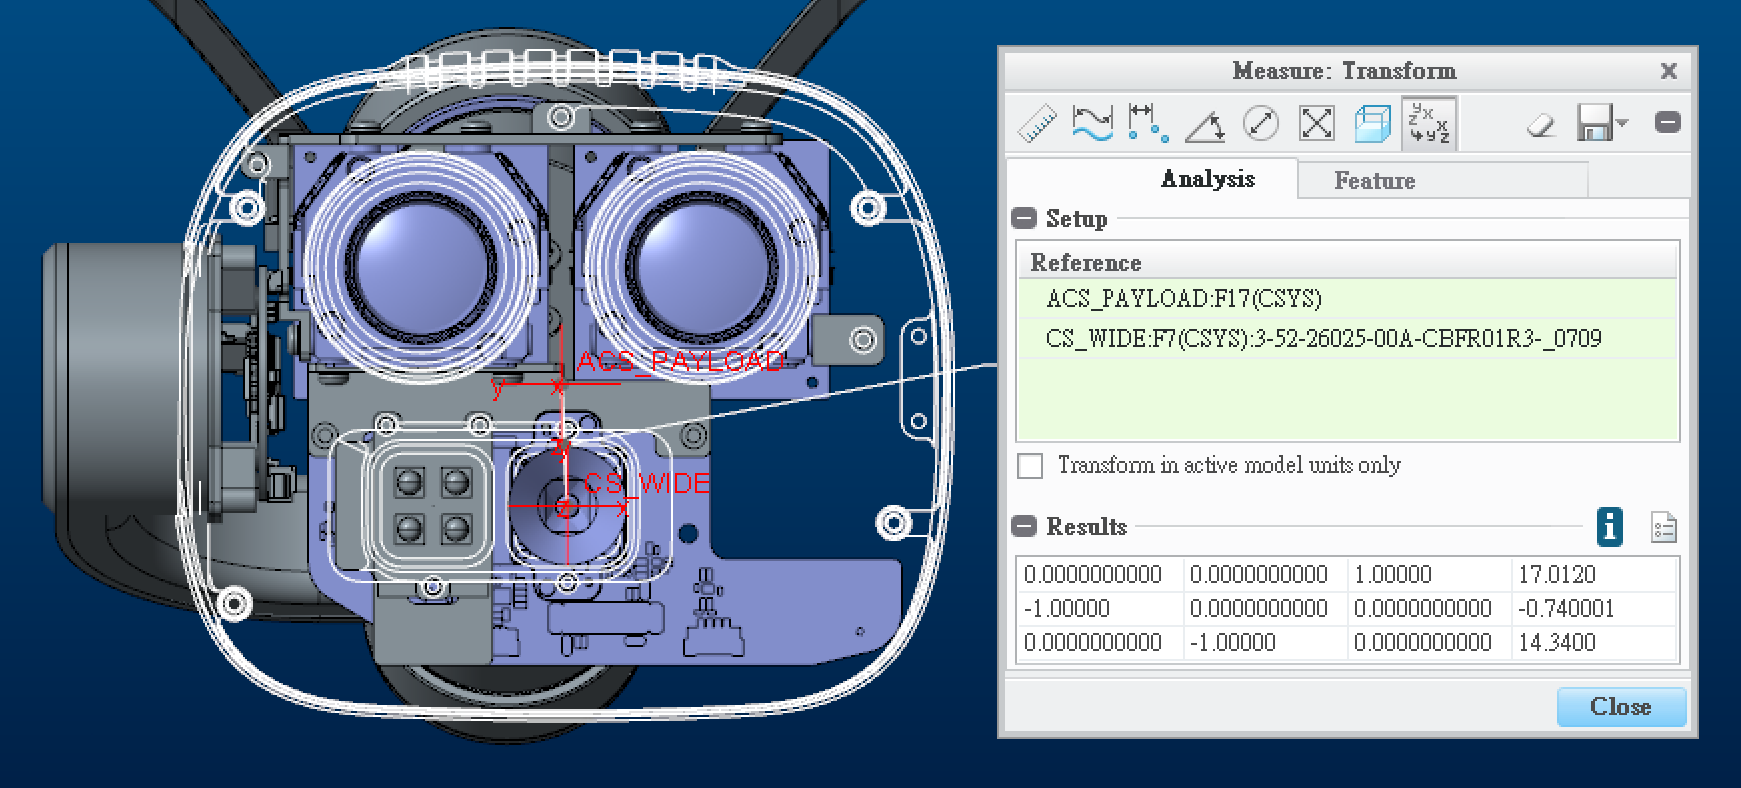 Measure: Transform
Analysis
Feature
Setup
Reference
ACS_PAYLOAD:F17(CSYS)
CS_WIDE:F7(CSYS):3-52-26025-00A-CBFR01R3-_0709
Transform in active model units only
Results
0.0000000000 0.0000000000 1.00000 17.0120
-1.00000 0.0000000000 0.0000000000 -0.740001
0.0000000000 -1.00000 0.0000000000 14.3400
Close
ACS_PAYLOAD
y
x
CS_WIDE
z
x